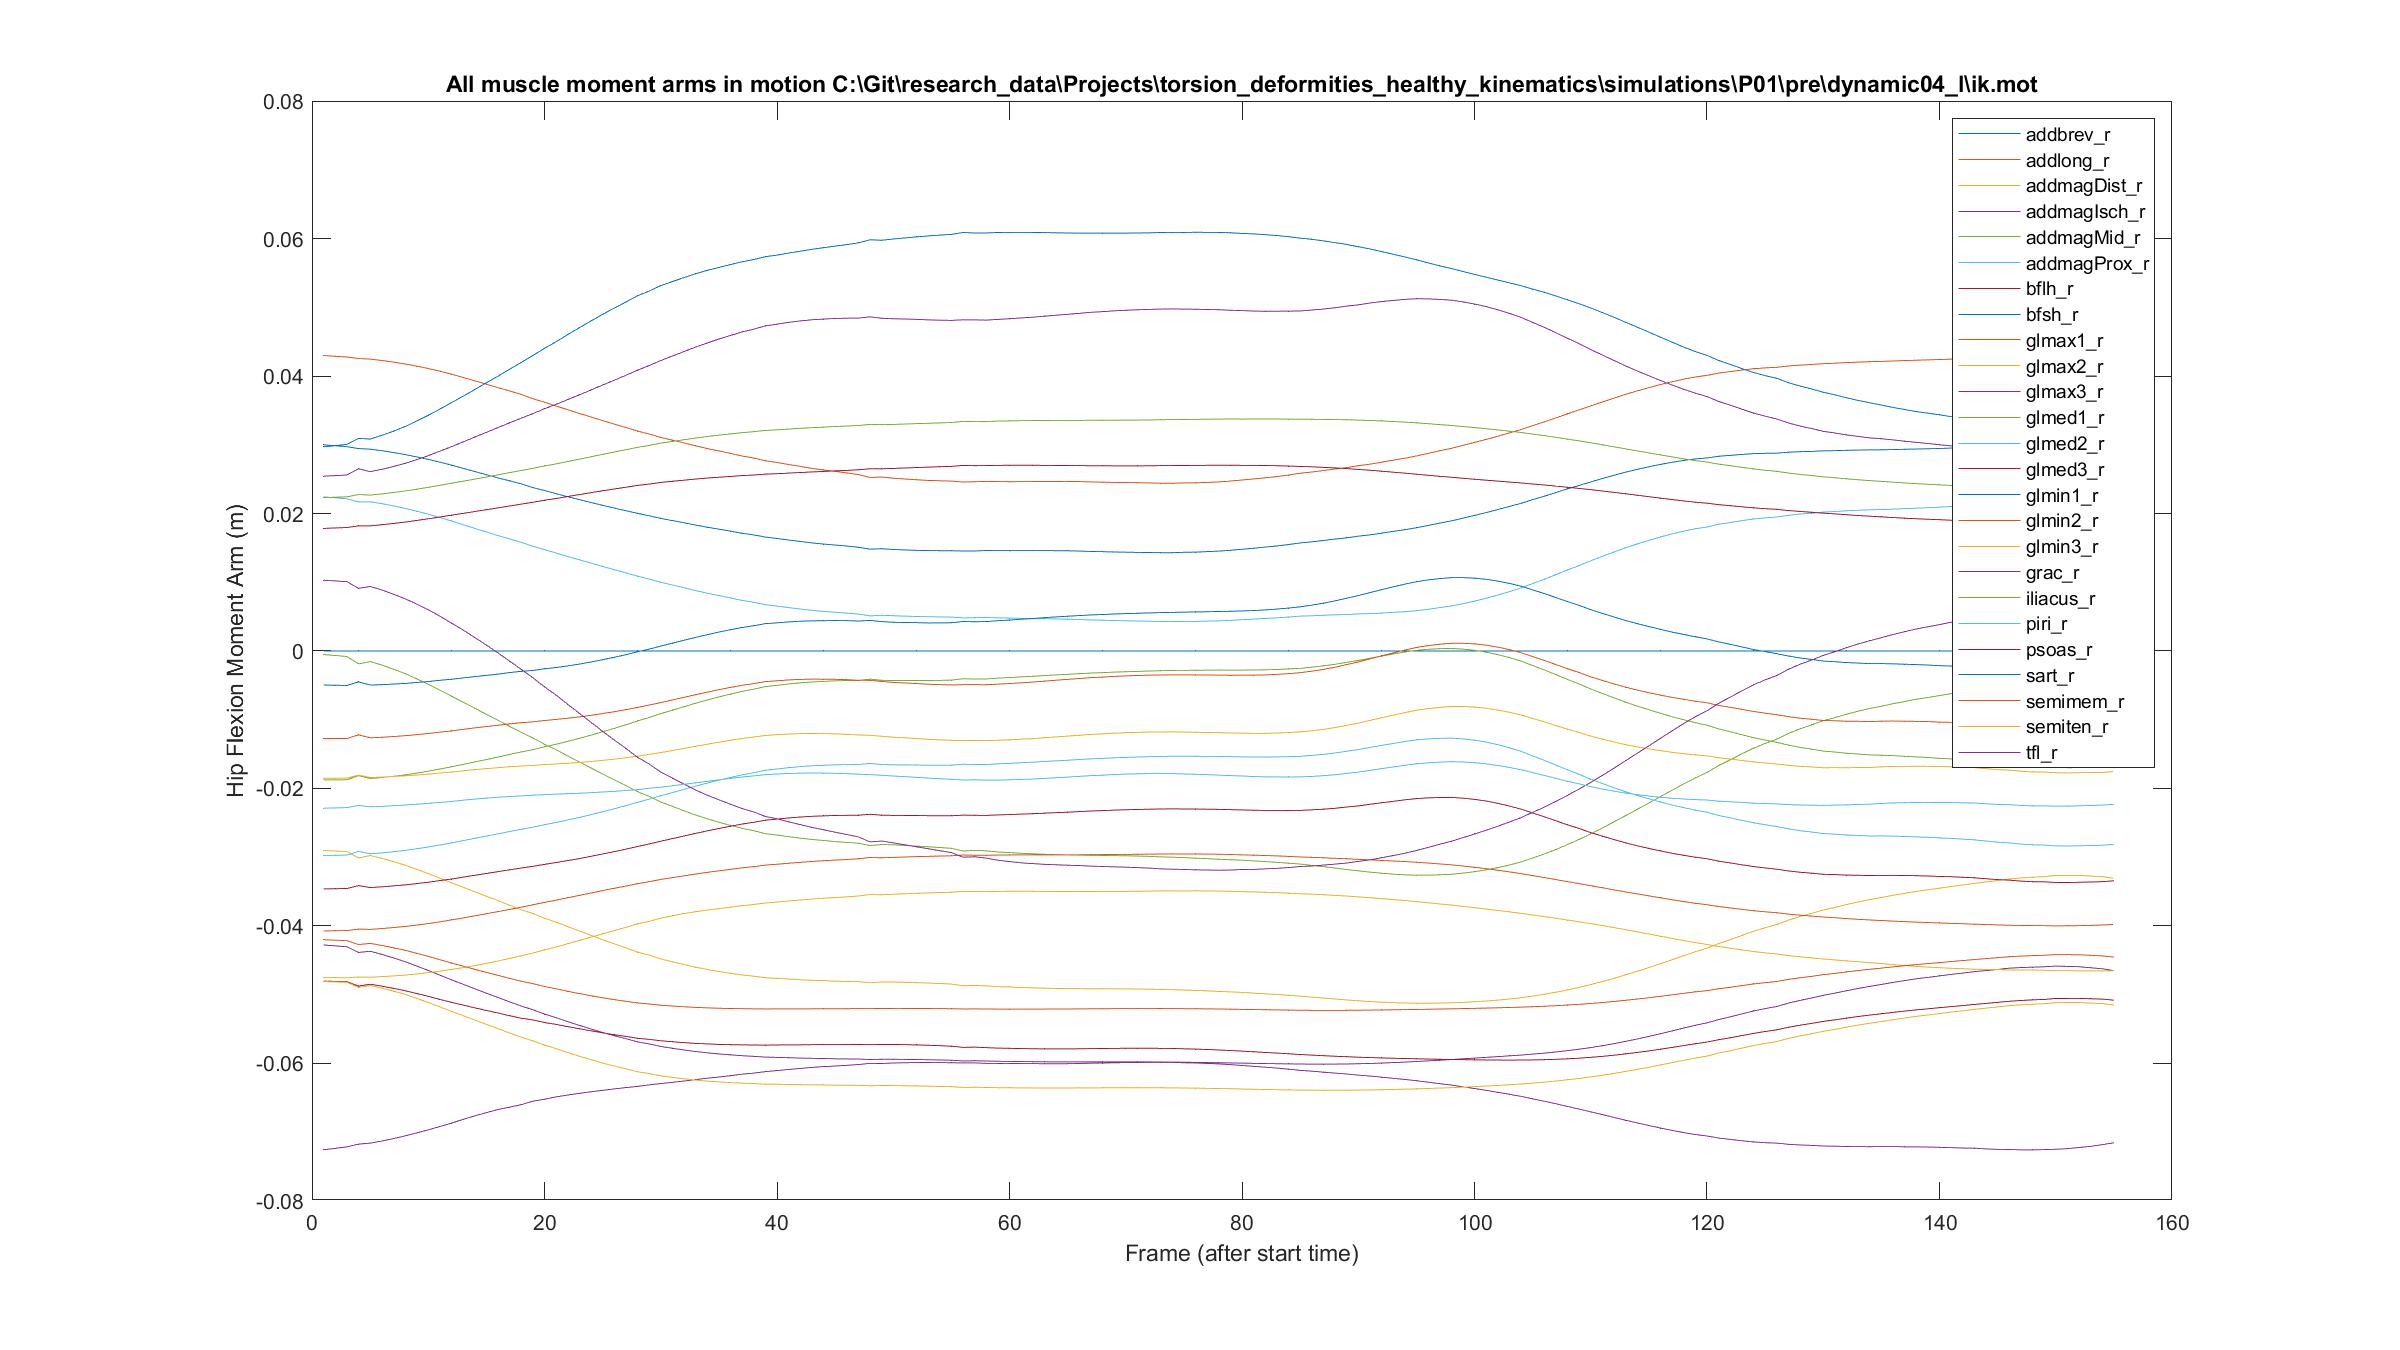 All muscle moment arms in motion C:\Git\research_data\Projects\torsion_deformities_healthy_kinematics\simulations\P01\pre\dynamic04_l\ik.mot
0.08
0.06
0.04
0.02
0
-0.02
-0.04
-0.06
-0.08
Hip Flexion Moment Arm (m)
0 20 40 60 80 100 120 140 160
Frame (after start time)
addbrev_r
addlong_r
addmagDist_r
addmagIsch_r
addmagMid_r
addmagProx_r
bflh_r
bfsh_r
glmax1_r
glmax2_r
glmax3_r
glmed1_r
glmed2_r
glmed3_r
glmin1_r
glmin2_r
glmin3_r
grac_r
iliacus_r
piri_r
psoas_r
sart_r
semimem_r
semiten_r
tfl_r